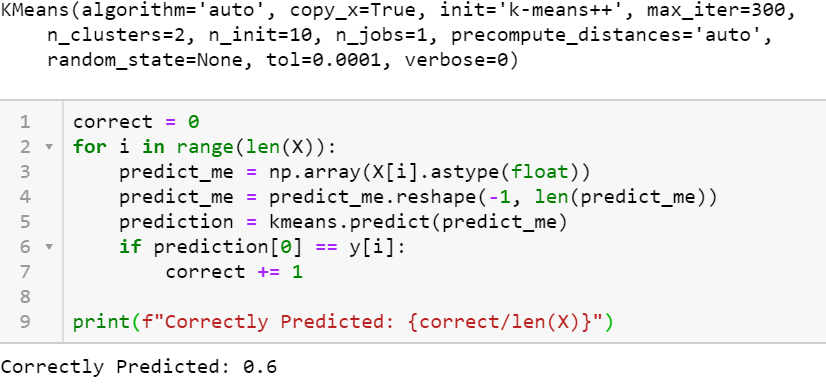 KMeans(algorithm='auto', copy_x=True, init='k-means++', max_iter=300,
    n_clusters=2, n_init=10, n_jobs=1, precompute_distances='auto',
    random_state=None, tol=0.0001, verbose=0)
1 correct = 0
2 for i in range(len(X)):
3     predict_me = np.array(X[i].astype(float))
4     predict_me = predict_me.reshape(-1, len(predict_me))
5     prediction = kmeans.predict(predict_me)
6     if prediction[0] == y[i]:
7         correct += 1
8
9 print(f"Correctly Predicted: {correct/len(X)}")
Correctly Predicted: 0.6